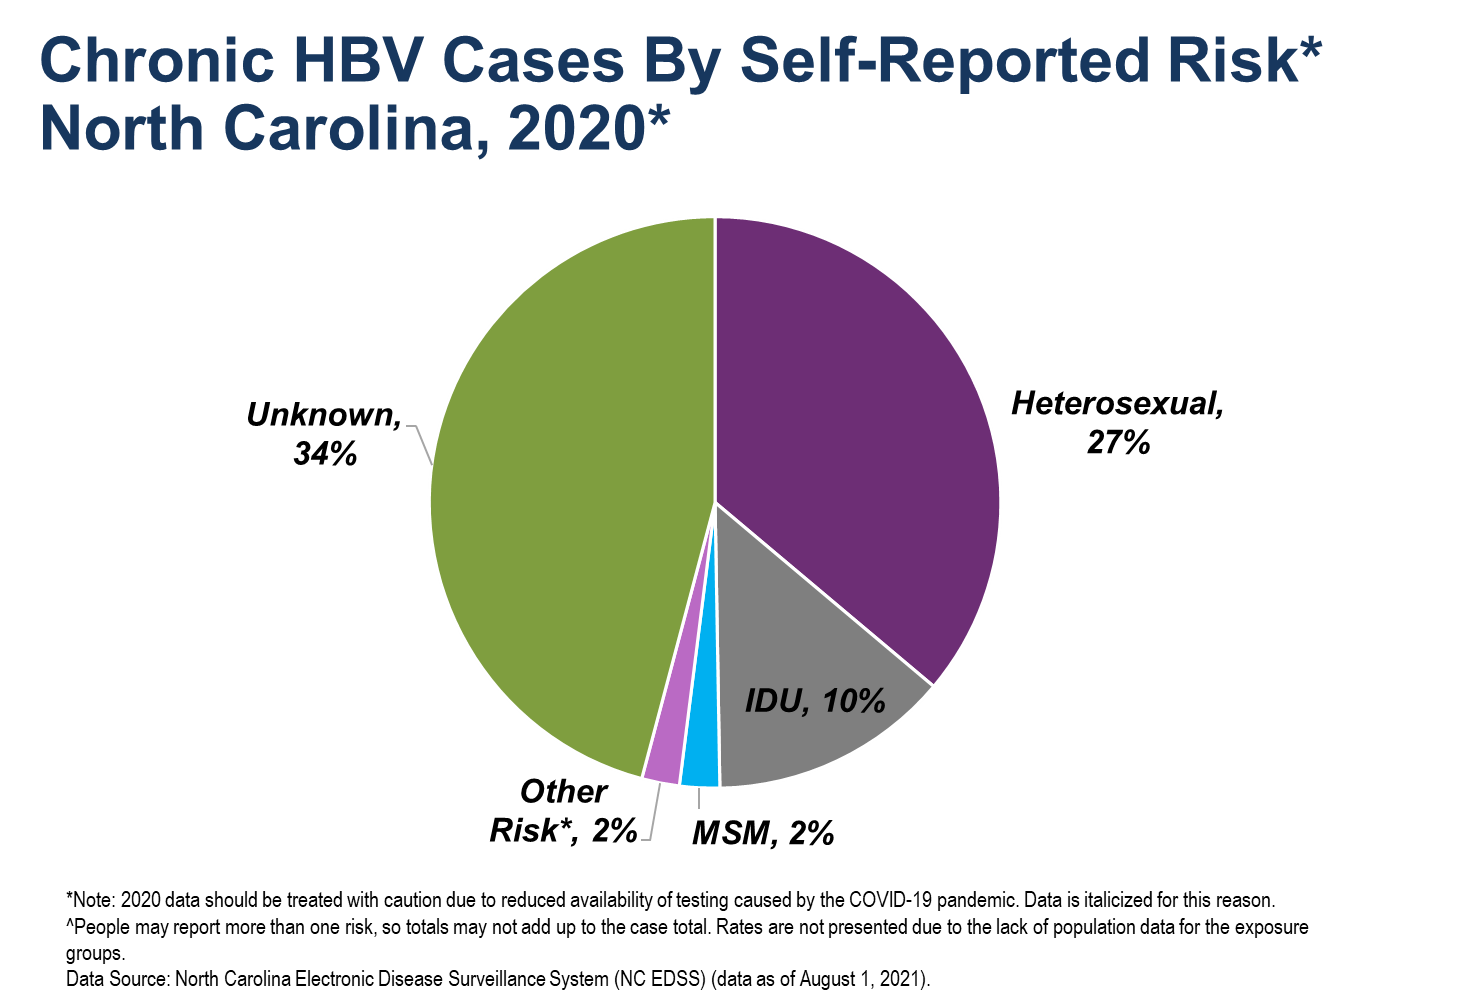 Chronic HBV Cases By Self-Reported Risk*
North Carolina, 2020*
Unknown,
34%
Heterosexual,
27%
IDU, 10%
Other
Risk*, 2%
MSM, 2%
*Note: 2020 data should be treated with caution due to reduced availability of testing caused by the COVID-19 pandemic. Data is italicized for this reason.
^People may report more than one risk, so totals may not add up to the case total. Rates are not presented due to the lack of population data for the exposure
groups.
Data Source: North Carolina Electronic Disease Surveillance System (NC EDSS) (data as of August 1, 2021).